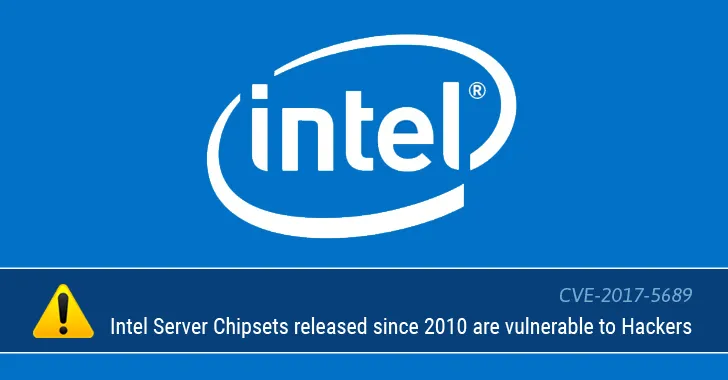 intel®
CVE-2017-5689
Intel Server Chipsets released since 2010 are vulnerable to Hackers